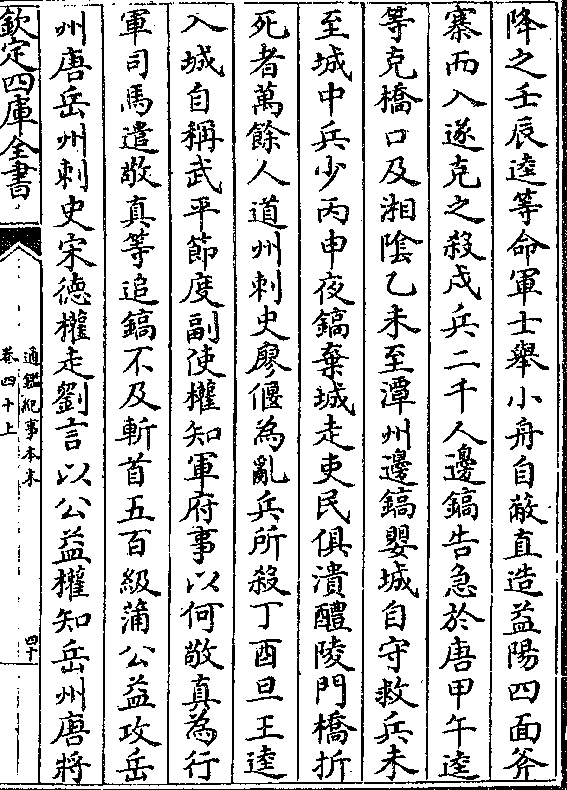 降之壬辰逵等命軍士舉小舟自蔽直造益陽四面斧
寨而入遂克之殺戍兵二千人邊鎬告急於唐甲午逵
等克橋口及湘隂乙未至潭州邊鎬嬰城自守救兵未
至城中兵少丙申夜鎬棄城走吏民俱潰醴陵門橋折
死者萬餘人道州刺史廖偃為亂兵所殺丁酉旦王逵
入城自稱武平節度副使權知軍府事以何敬真為行
軍司馬遣敬真等追鎬不及斬首五百級蒲公益攻岳
州唐岳州刺史宋德權走劉言以公益權知岳州唐將
欽定四庫全書
通鑑紀事本末
卷四十上
四十